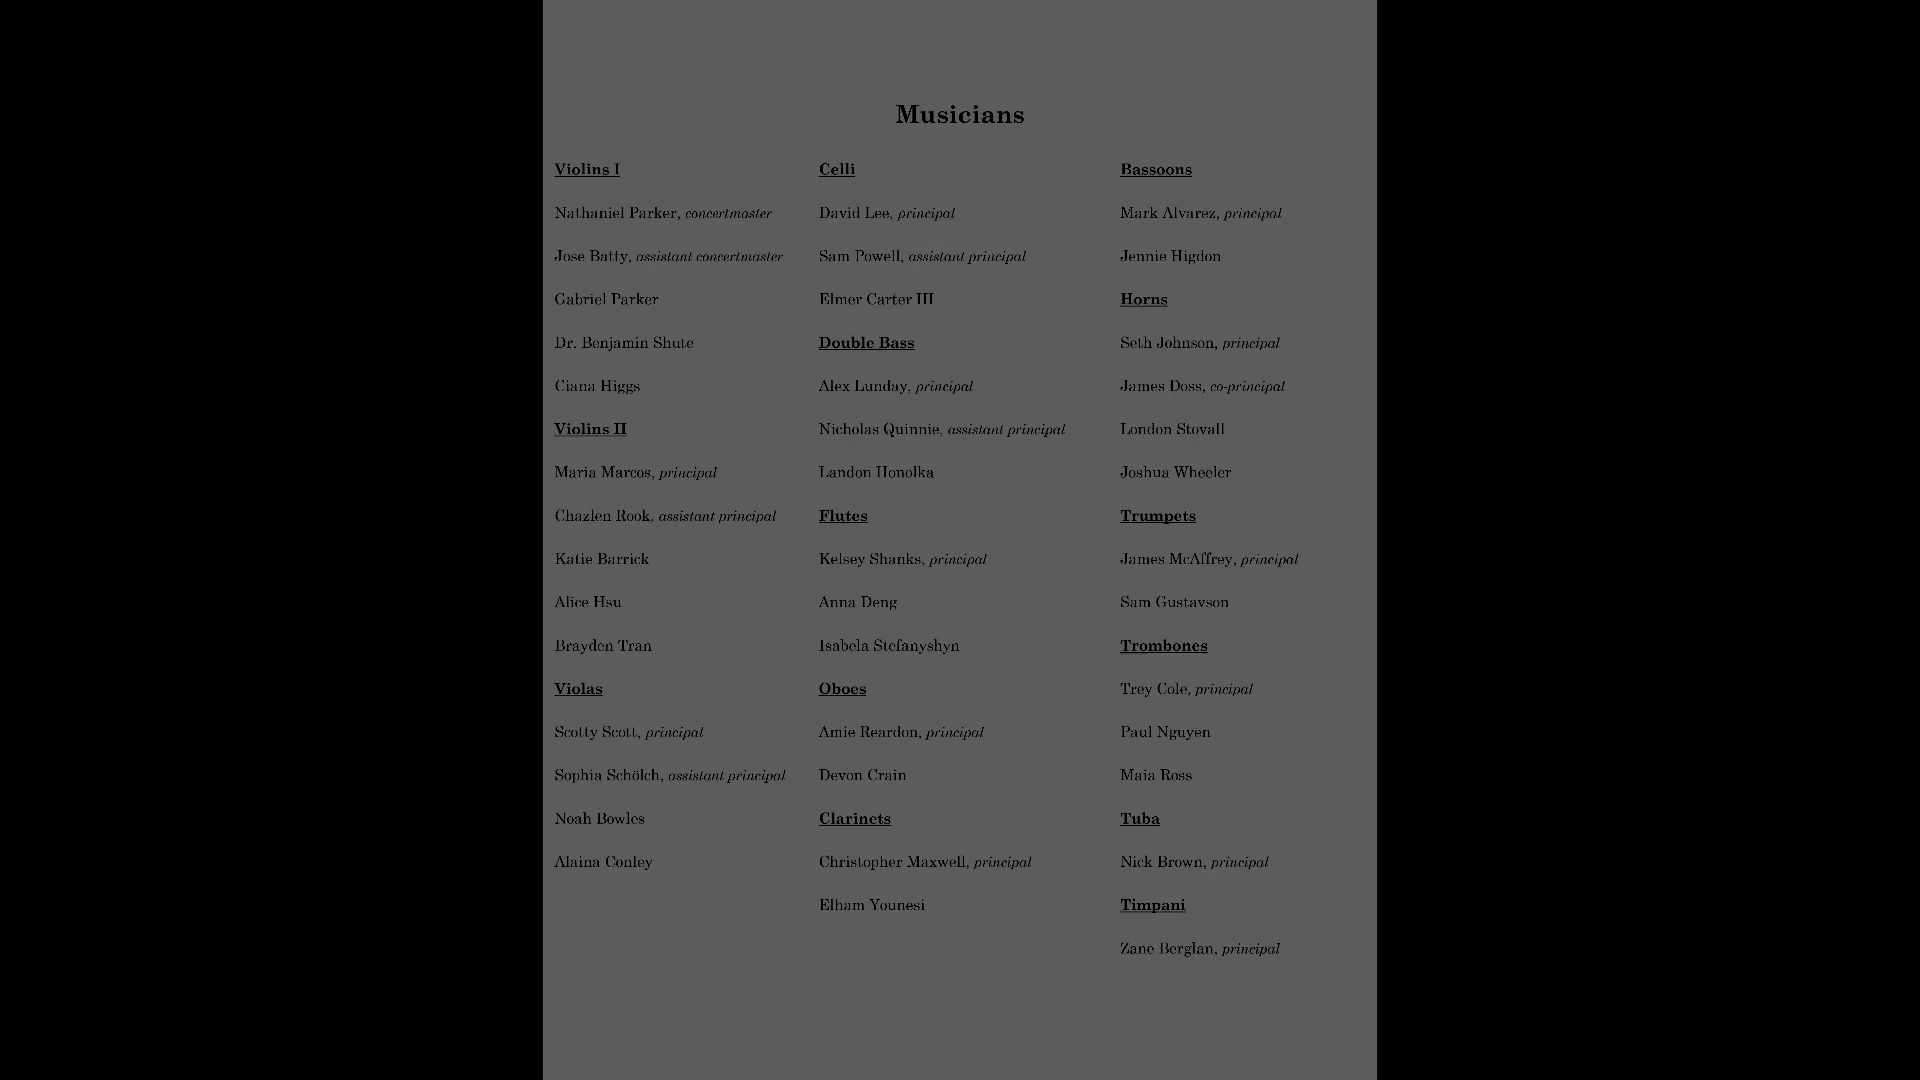 Musicians
Violins I
Nathaniel Parker, concertmaster
Jose Batty, assistant concertmaster
Gabriel Parker
Dr. Benjamin Shute
Ciana Higgs
Violins II
Maria Marcos, principal
Chazlen Rook, assistant principal
Katie Barrick
Alice Hsu
Brayden Tran
Violas
Scotty Scott, principal
Sophia Schölch, assistant principal
Noah Bowles
Alaina Conley
Celli
David Lee, principal
Sam Powell, assistant principal
Elmer Carter III
Double Bass
Alex Lunday, principal
Nicholas Quinnie, assistant principal
Landon Honolka
Flutes
Kelsey Shanks, principal
Anna Deng
Isabela Stefanyshyn
Oboes
Amie Reardon, principal
Devon Crain
Clarinets
Christopher Maxwell, principal
Elham Younesi
Bassoons
Mark Alvarez, principal
Jennie Higdon
Horns
Seth Johnson, principal
James Doss, co-principal
London Stovall
Joshua Wheeler
Trumpets
James McAffrey, principal
Sam Gustavson
Trombones
Trey Cole, principal
Paul Nguyen
Maia Ross
Tuba
Nick Brown, principal
Timpani
Zane Berglan, principal